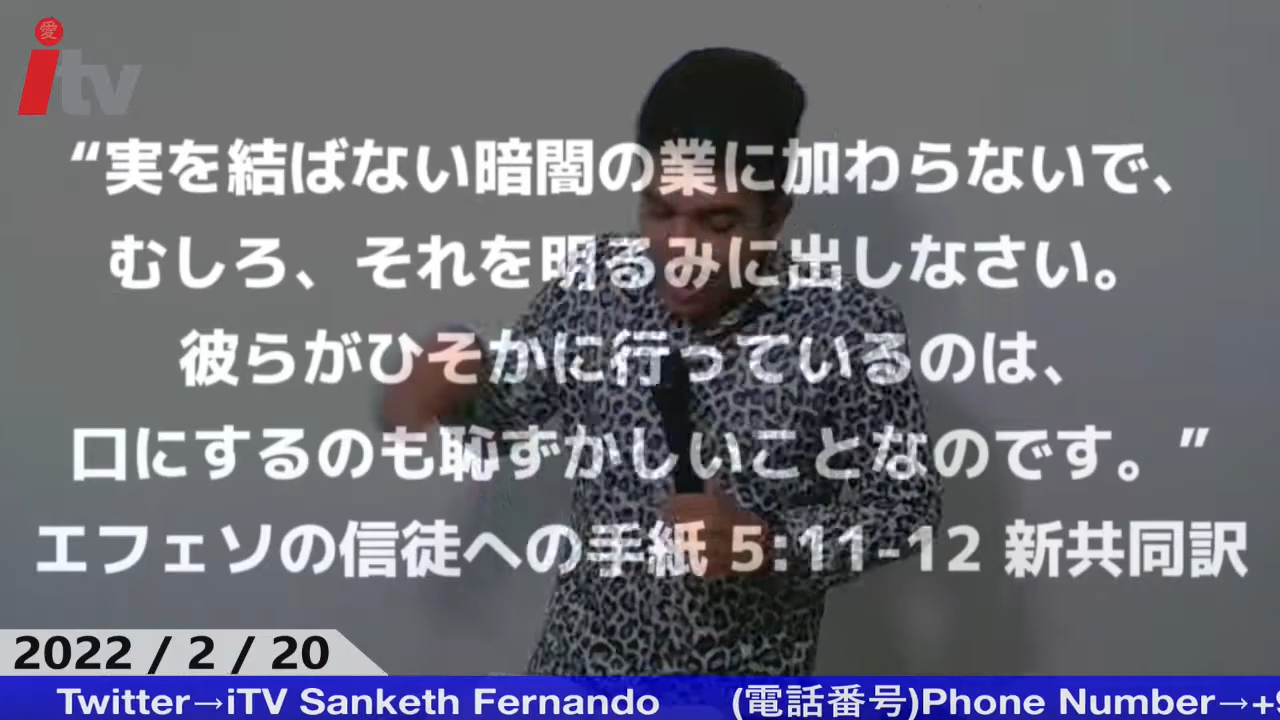 愛
itv
“実を結ばない暗闇の業に加わらないで、
むしろ、それを明るみに出しなさい。
彼らがひそかに行っているのは、
口にするのも恥ずかしいことなのです。”
エフェソの信徒への手紙 5:11-12 新共同訳
2022 / 2 / 20
Twitter→iTV Sanketh Fernando (電話番号)Phone Number→+